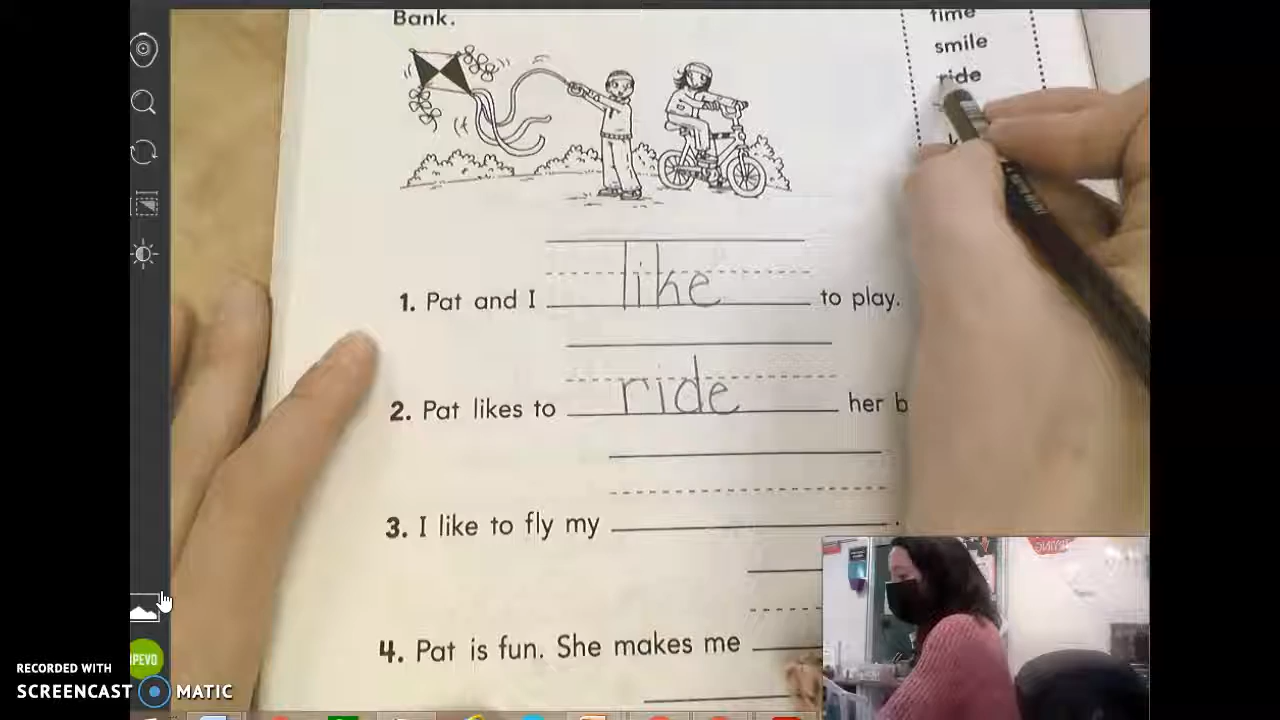 Bank.
time
smile
ride
1. Pat and I like to play.
2. Pat likes to ride her b
3. I like to fly my .
4. Pat is fun. She makes me
RECORDED WITH
SCREENCAST MATIC